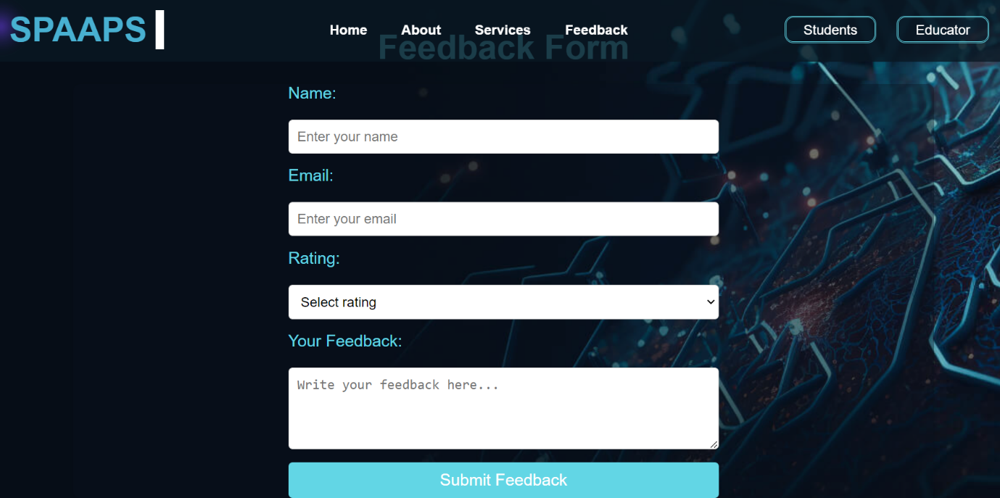 SPAAPS
Home About Services Feedback
Students Educator
Feedback Form
Name:
Enter your name
Email:
Enter your email
Rating:
Select rating
Your Feedback:
Write your feedback here...
Submit Feedback